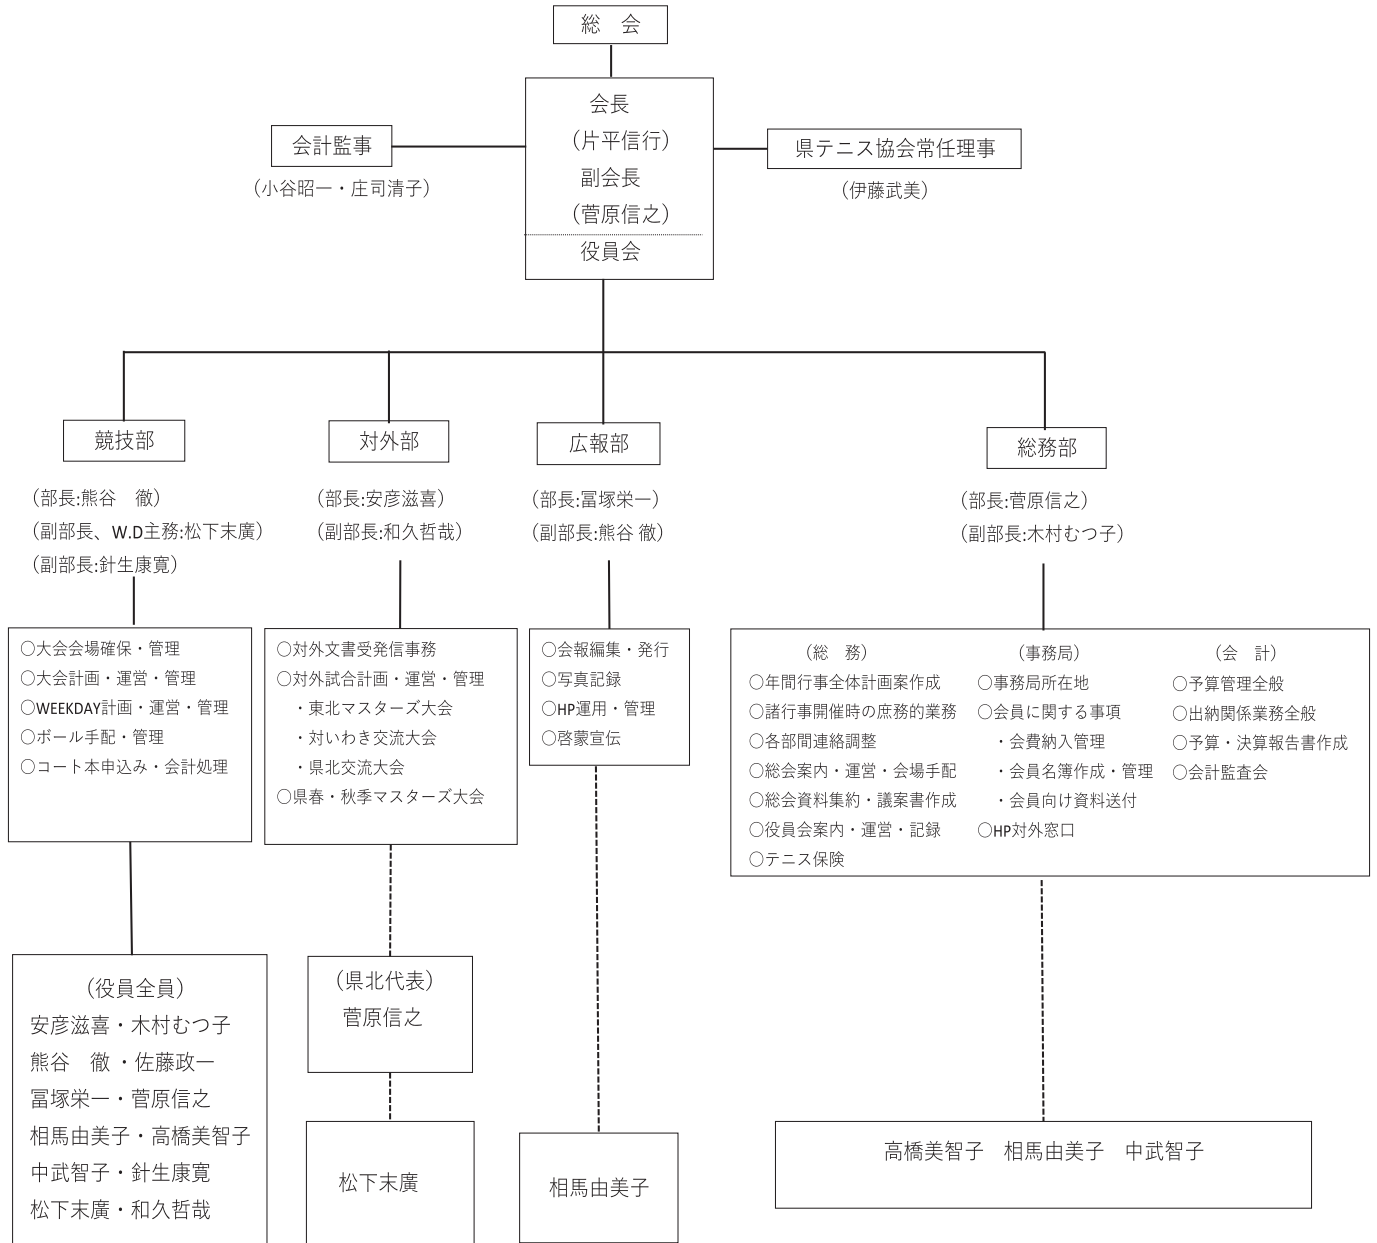 総　会
会長
（片平信行）
副会長
（菅原信之）
役員会
会計監事
（小谷昭一・庄司清子）
県テニス協会常任理事
（伊藤武美）
競技部
（部長:熊谷　徹）
（副部長、W.D主務:松下末廣）
（副部長:針生康寛）
○大会会場確保・管理
○大会計画・運営・管理
○WEEKDAY計画・運営・管理
○ボール手配・管理
○コート本申込み・会計処理
（役員全員）
安彦滋喜・木村むつ子
熊谷　徹・佐藤政一
冨塚栄一・菅原信之
相馬由美子・高橋美智子
中武智子・針生康寛
松下末廣・和久哲哉
対外部
（部長:安彦滋喜）
（副部長:和久哲哉）
○対外文書受発信事務
○対外試合計画・運営・管理
・東北マスターズ大会
・対いわき交流大会
・県北交流大会
○県春・秋季マスターズ大会
（県北代表）
菅原信之
松下末廣
広報部
（部長:冨塚栄一）
（副部長:熊谷 徹）
○会報編集・発行
○写真記録
○HP運用・管理
○啓蒙宣伝
相馬由美子
総務部
（部長:菅原信之）
（副部長:木村むつ子）
（総　務）
○年間行事全体計画案作成
○諸行事開催時の庶務的業務
○各部間連絡調整
○総会案内・運営・会場手配
○総会資料集約・議案書作成
○役員会案内・運営・記録
○テニス保険
（事務局）
○事務局所在地
○会員に関する事項
・会費納入管理
・会員名簿作成・管理
・会員向け資料送付
○HP対外窓口
（会　計）
○予算管理全般
○出納関係業務全般
○予算・決算報告書作成
○会計監査会
高橋美智子　相馬由美子　中武智子